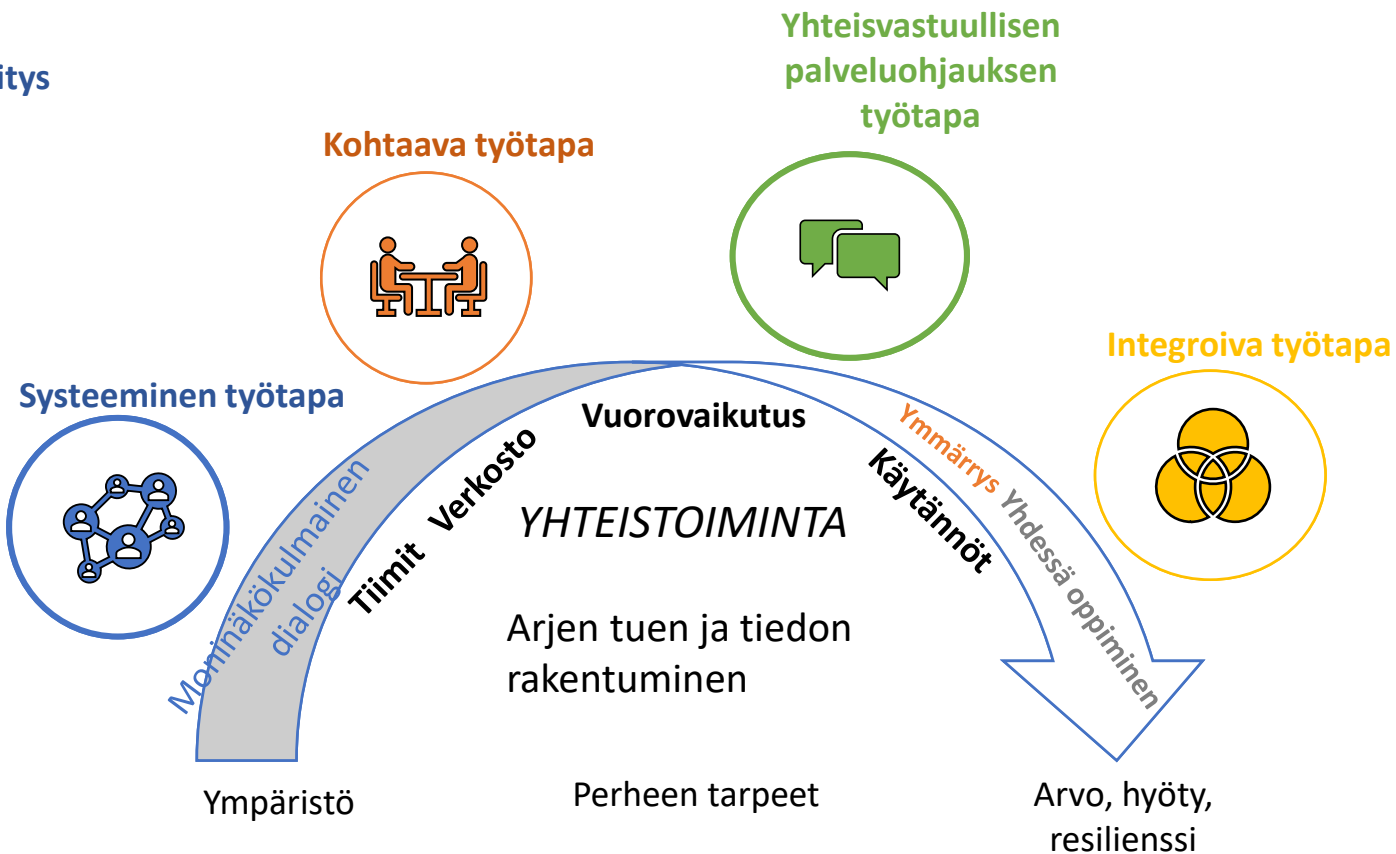 itys
Yhteisvastuullisen
palveluohjauksen
työtapa
Kohtaava työtapa
Integroiva työtapa
Systeeminen työtapa
Moninäkökulmainen
dialogi
Tiimit Verkosto
Vuorovaikutus
Käytännöt
Ymmärrys Yhdessä oppiminen
YHTEISTOIMINTA
Arjen tuen ja tiedon
rakentuminen
Ympäristö
Perheen tarpeet
Arvo, hyöty,
resilienssi